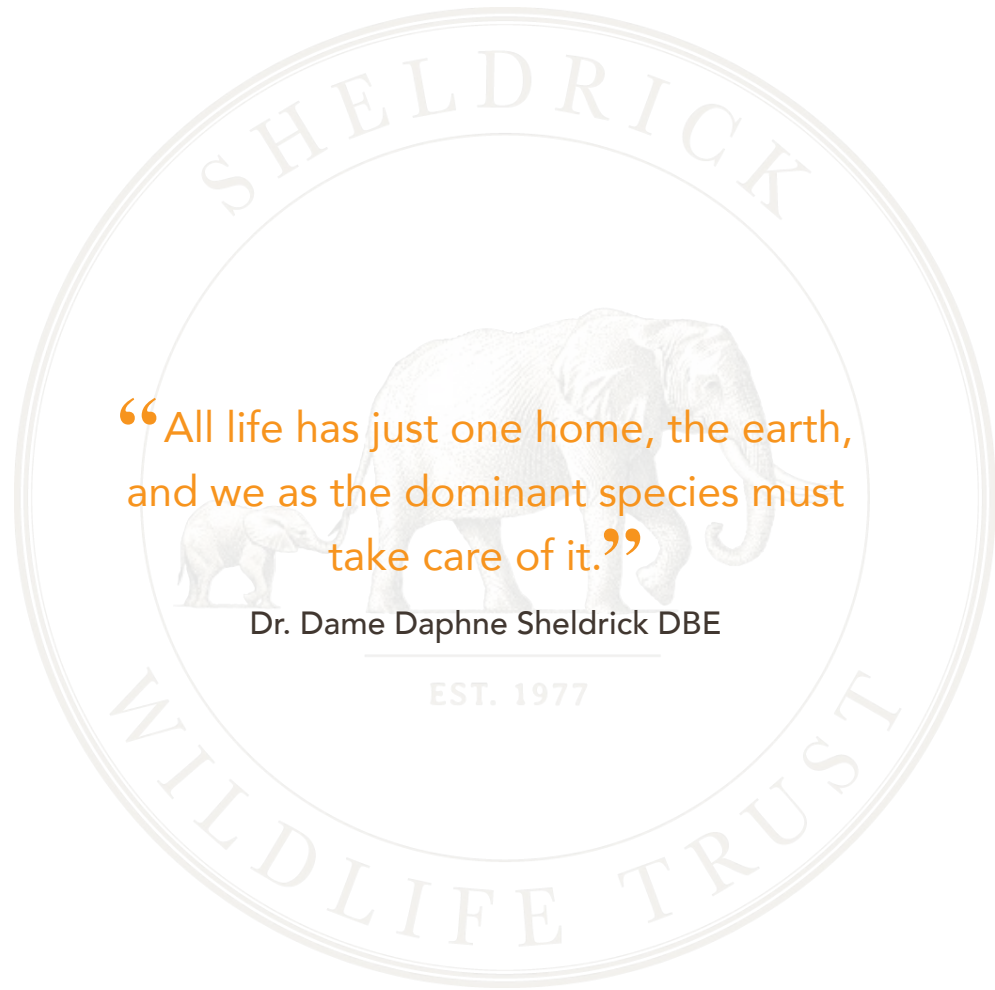 SHELDRICK
“All life has just one home, the earth,
and we as the dominant species must
take care of it.”
Dr. Dame Daphne Sheldrick DBE
EST. 1977
WILDLIFE TRUST